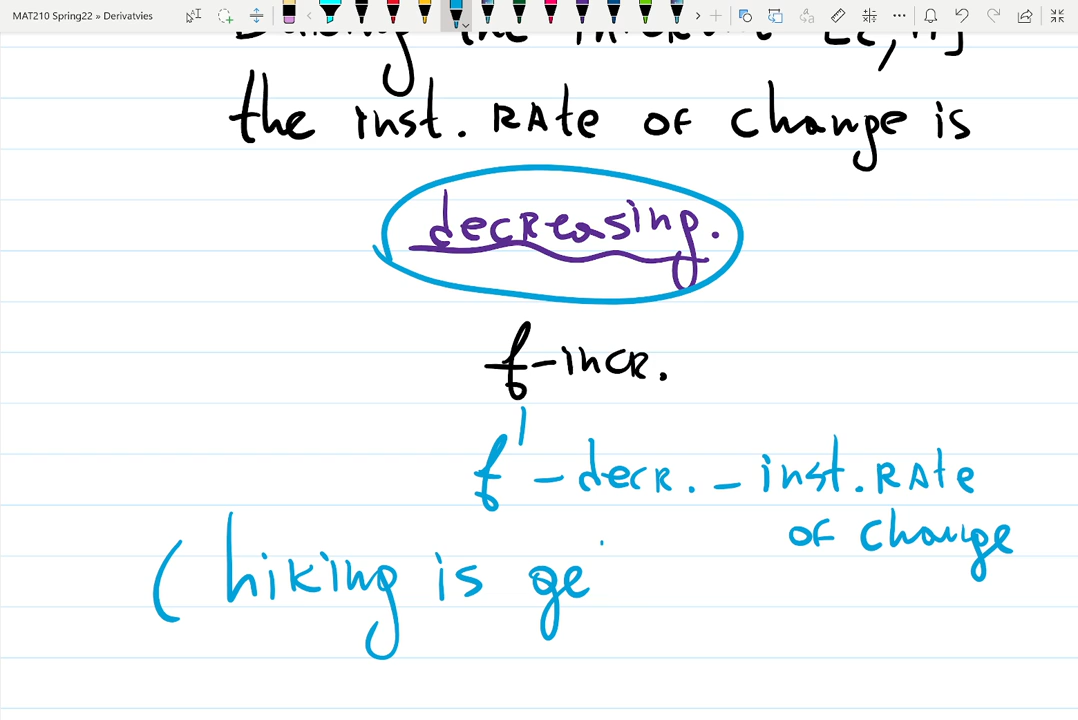 MAT210 Spring22 » Derivatvies
the inst. RAte OF change is
decreasing.
f-incr.
f' - decr. - inst. RAte
OF change
( hiking is ge